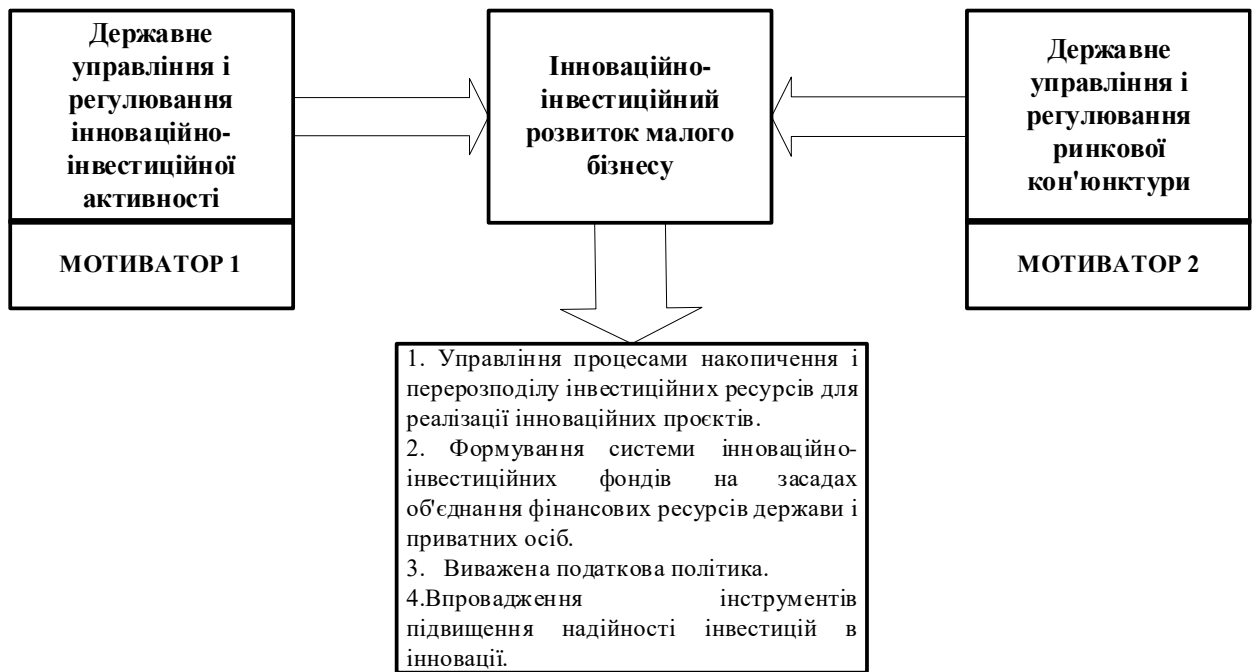 Державне
управління і
регулювання
інноваційно-
інвестиційної
активності
МОТИВАТОР 1
Інноваційно-
інвестиційний
розвиток малого
бізнесу
Державне
управління і
регулювання
ринкової
кон'юнктури
МОТИВАТОР 2
1. Управління процесами накопичення і
перерозподілу інвестиційних ресурсів для
реалізації інноваційних проєктів.
2. Формування системи інноваційно-
інвестиційних фондів на засадах
об'єднання фінансових ресурсів держави і
приватних осіб.
3. Виважена податкова політика.
4.Впровадження інструментів
підвищення надійності інвестицій в
інновації.